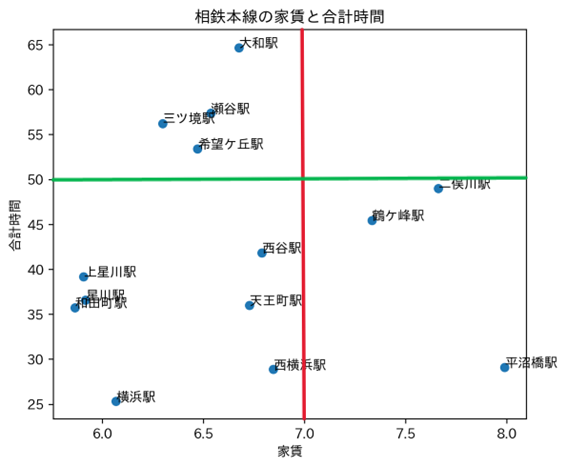 相鉄本線の家賃と合計時間
合計時間
65
60
55
50
45
40
35
30
25
大和駅
瀬谷駅
三ツ境駅
希望ケ丘駅
二俣川駅
鶴ケ峰駅
西谷駅
上星川駅
星川駅
和田町駅
天王町駅
西横浜駅
平沼橋駅
横浜駅
6.0 6.5 7.0 7.5 8.0
家賃